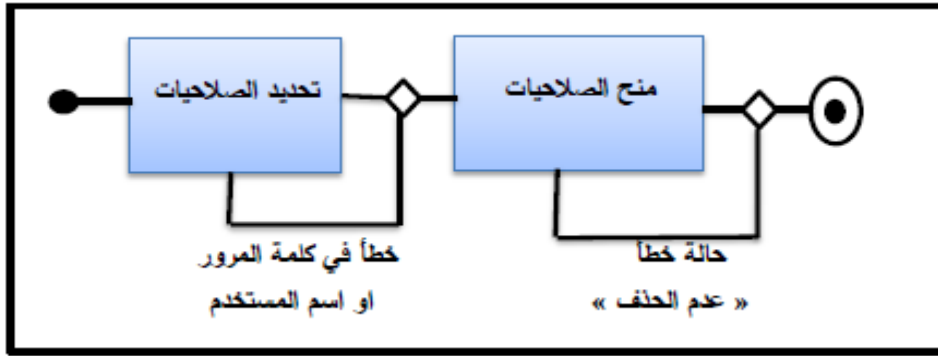 تحديد الصلاحيات
منح الصلاحيات
خطأ في كلمة المرور
او اسم المستخدم
حالة خطأ
« عدم الحذف »